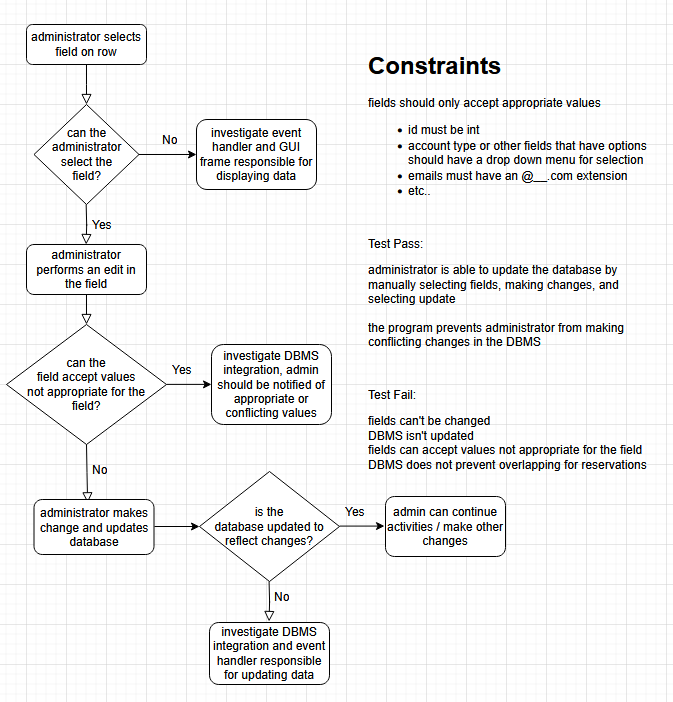 administrator selects
field on row
can the
administrator
select the
field?
No
investigate event
handler and GUI
frame responsible for
displaying data
Yes
administrator
performs an edit in
the field
can the
field accept values
not appropriate for the
field?
Yes
investigate DBMS
integration, admin
should be notified of
appropriate or
conflicting values
No
administrator makes
change and updates
database
is the
database updated to
reflect changes?
Yes
admin can continue
activities / make other
changes
No
investigate DBMS
integration and event
handler responsible
for updating data
Constraints
fields should only accept appropriate values
• id must be int
• account type or other fields that have options
should have a drop down menu for selection
• emails must have an @__.com extension
• etc..
Test Pass:
administrator is able to update the database by
manually selecting fields, making changes, and
selecting update
the program prevents administrator from making
conflicting changes in the DBMS
Test Fail:
fields can't be changed
DBMS isn't updated
fields can accept values not appropriate for the field
DBMS does not prevent overlapping for reservations